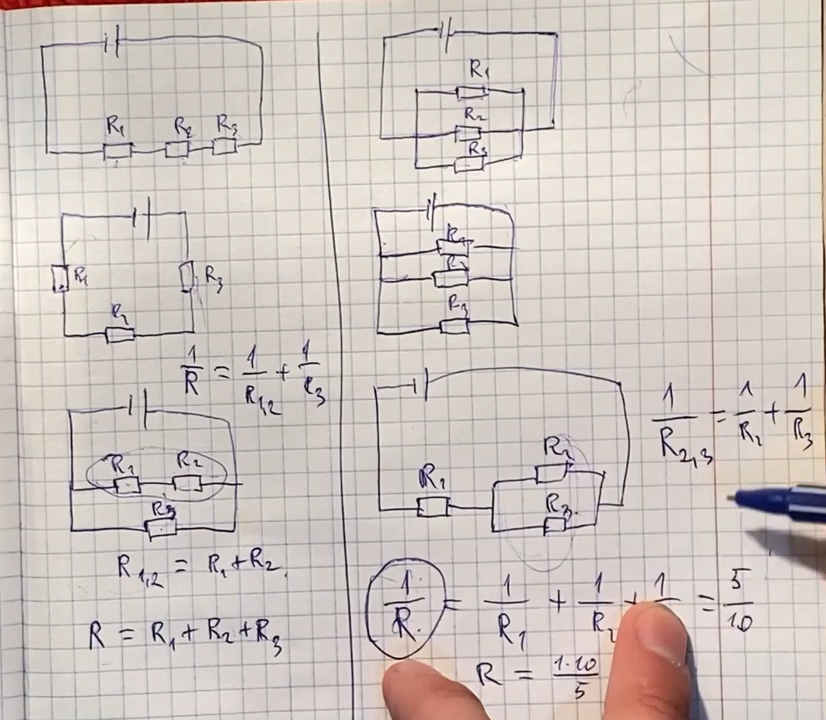 R₁ R₂ R₃
R₁ R₃
R₂
1/R = 1/R₁,₂ + 1/R₃
R₁ R₂
R₃
R₁,₂ = R₁ + R₂
R = R₁ + R₂ + R₃
R₁
R₂
R₃
R₁
R₂
R₃
R₁ R₂
R₃
1/R₂,₃ = 1/R₂ + 1/R₃
1/R = 1/R₁ + 1/R₂ + 1 = 5/10
R = 1·10/5